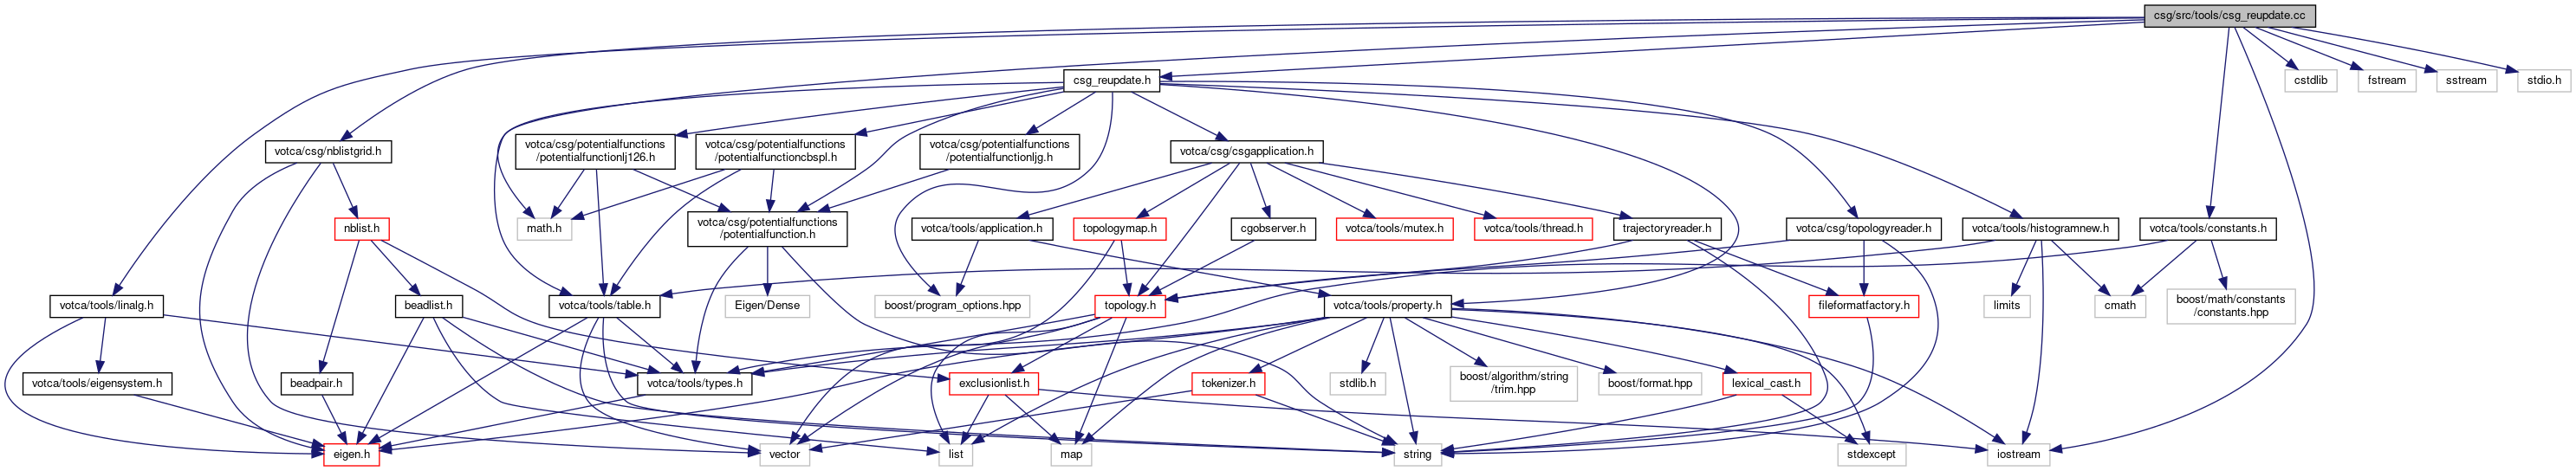 csg/src/tools/csg_reupdate.cc
csg_reupdate.h
cstdlib
fstream
sstream
stdio.h
votca/csg/nblistgrid.h
votca/csg/potentialfunctions
/potentialfunctionlj126.h
votca/csg/potentialfunctions
/potentialfunctioncbspl.h
votca/csg/potentialfunctions
/potentialfunctionljg.h
votca/csg/csgapplication.h
nblist.h
math.h
votca/csg/potentialfunctions
/potentialfunction.h
votca/tools/application.h
topologymap.h
cgobserver.h
votca/tools/mutex.h
votca/tools/thread.h
trajectoryreader.h
votca/csg/topologyreader.h
votca/tools/histogramnew.h
votca/tools/constants.h
votca/tools/linalg.h
beadlist.h
votca/tools/table.h
Eigen/Dense
boost/program_options.hpp
topology.h
votca/tools/property.h
fileformatfactory.h
limits
cmath
boost/math/constants
/constants.hpp
votca/tools/eigensystem.h
beadpair.h
votca/tools/types.h
exclusionlist.h
tokenizer.h
stdlib.h
boost/algorithm/string
/trim.hpp
boost/format.hpp
lexical_cast.h
eigen.h
vector
list
map
string
stdexcept
iostream